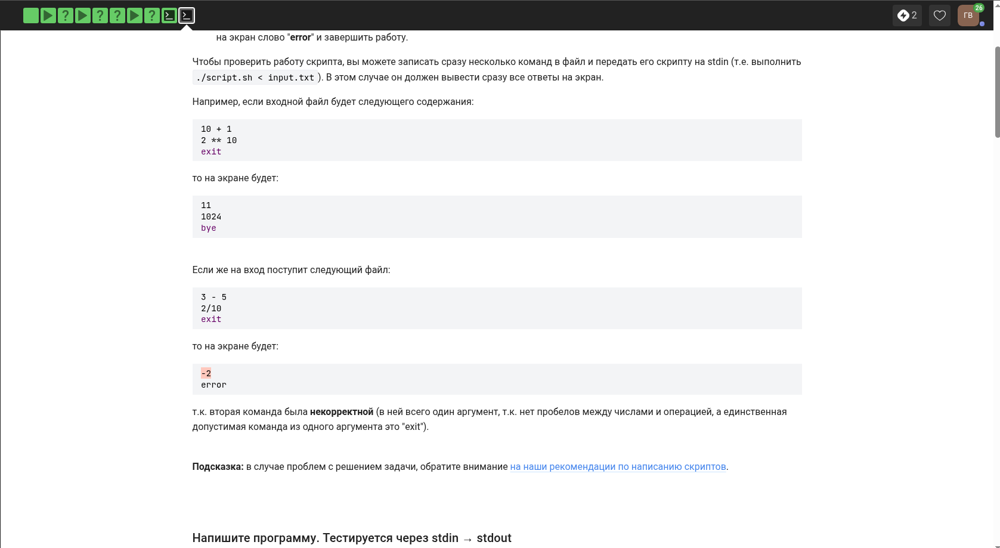 2
ГВ
26
на экран слово "error" и завершить работу.
Чтобы проверить работу скрипта, вы можете записать сразу несколько команд в файл и передать его скрипту на stdin (т.е. выполнить
./script.sh < input.txt ). В этом случае он должен вывести сразу все ответы на экран.
Например, если входной файл будет следующего содержания:
10 + 1
2 ** 10
exit
то на экране будет:
11
1024
bye
Если же на вход поступит следующий файл:
3 - 5
2/10
exit
то на экране будет:
-2
error
т.к. вторая команда была некорректной (в ней всего один аргумент, т.к. нет пробелов между числами и операцией, а единственная
допустимая команда из одного аргумента это "exit").
Подсказка: в случае проблем с решением задачи, обратите внимание на наши рекомендации по написанию скриптов.
Напишите программу. Тестируется через stdin → stdout